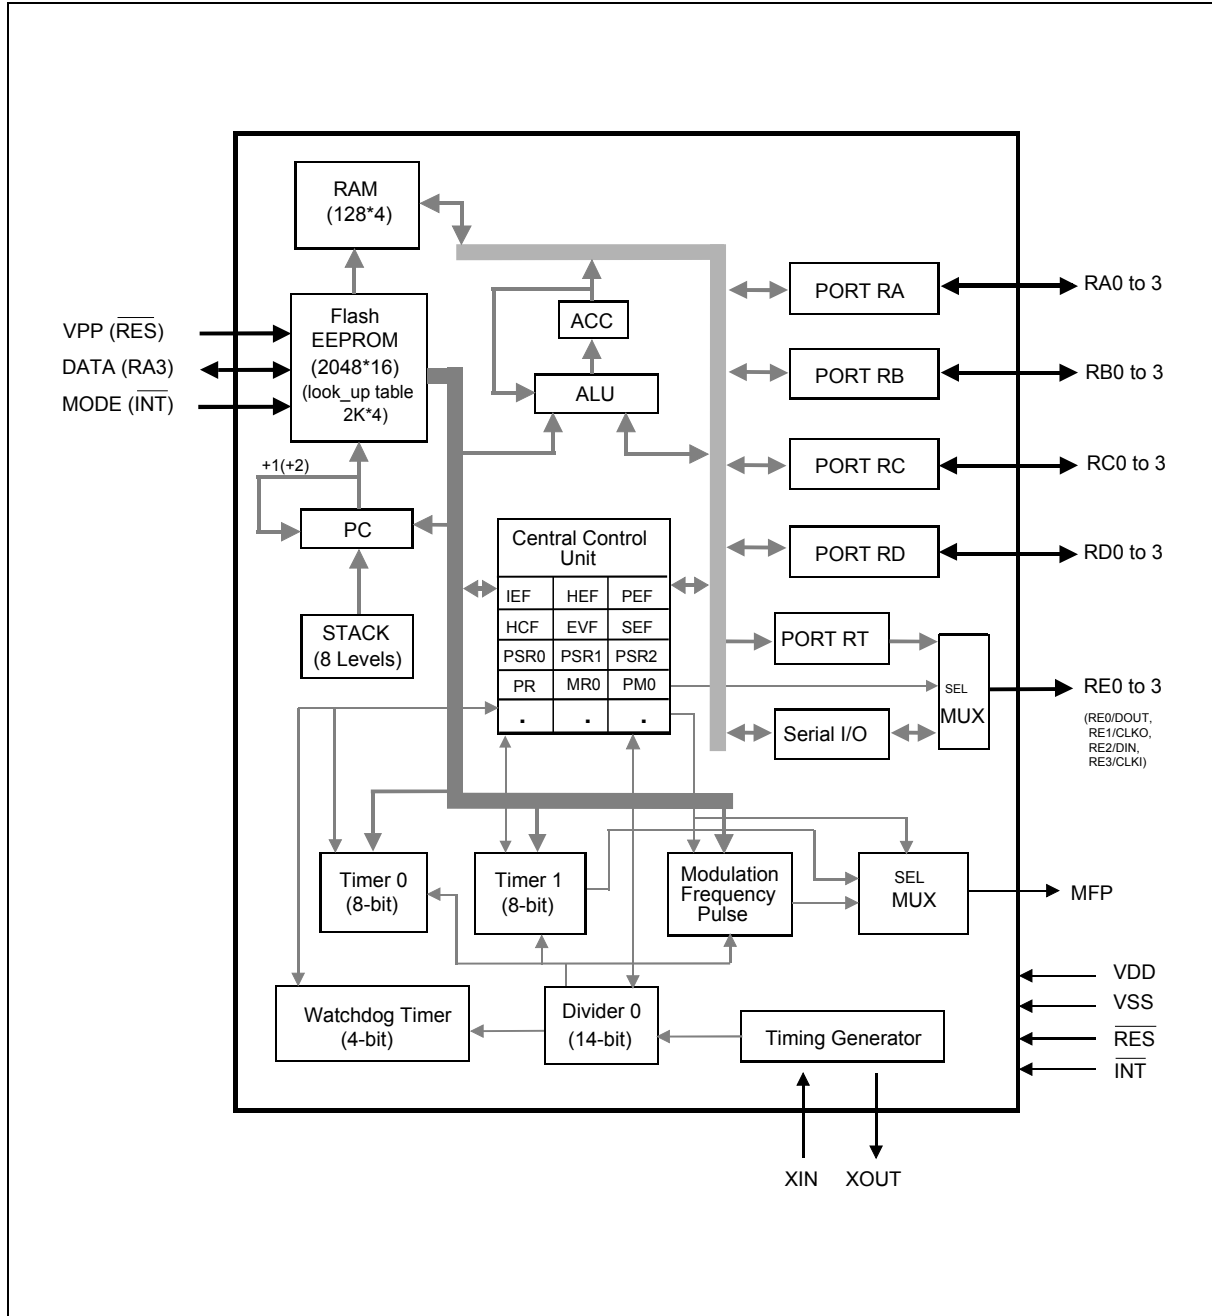 RAM
(128*4)
VPP (RES)
DATA (RA3)
MODE (INT)
Flash
EEPROM
(2048*16)
(look_up table
2K*4)
+1(+2)
PC
STACK
(8 Levels)
ACC
ALU
Central Control
Unit
IEF HEF PEF
HCF EVF SEF
PSR0 PSR1 PSR2
PR MR0 PM0
. . .
PORT RA
RA0 to 3
PORT RB
RB0 to 3
PORT RC
RC0 to 3
PORT RD
RD0 to 3
PORT RT
Serial I/O
SEL
MUX
RE0 to 3
(RE0/DOUT,
RE1/CLKO,
RE2/DIN,
RE3/CLKI)
Timer 0
(8-bit)
Timer 1
(8-bit)
Modulation
Frequency
Pulse
SEL
MUX
MFP
Watchdog Timer
(4-bit)
Divider 0
(14-bit)
Timing Generator
VDD
VSS
RES
INT
XIN
XOUT